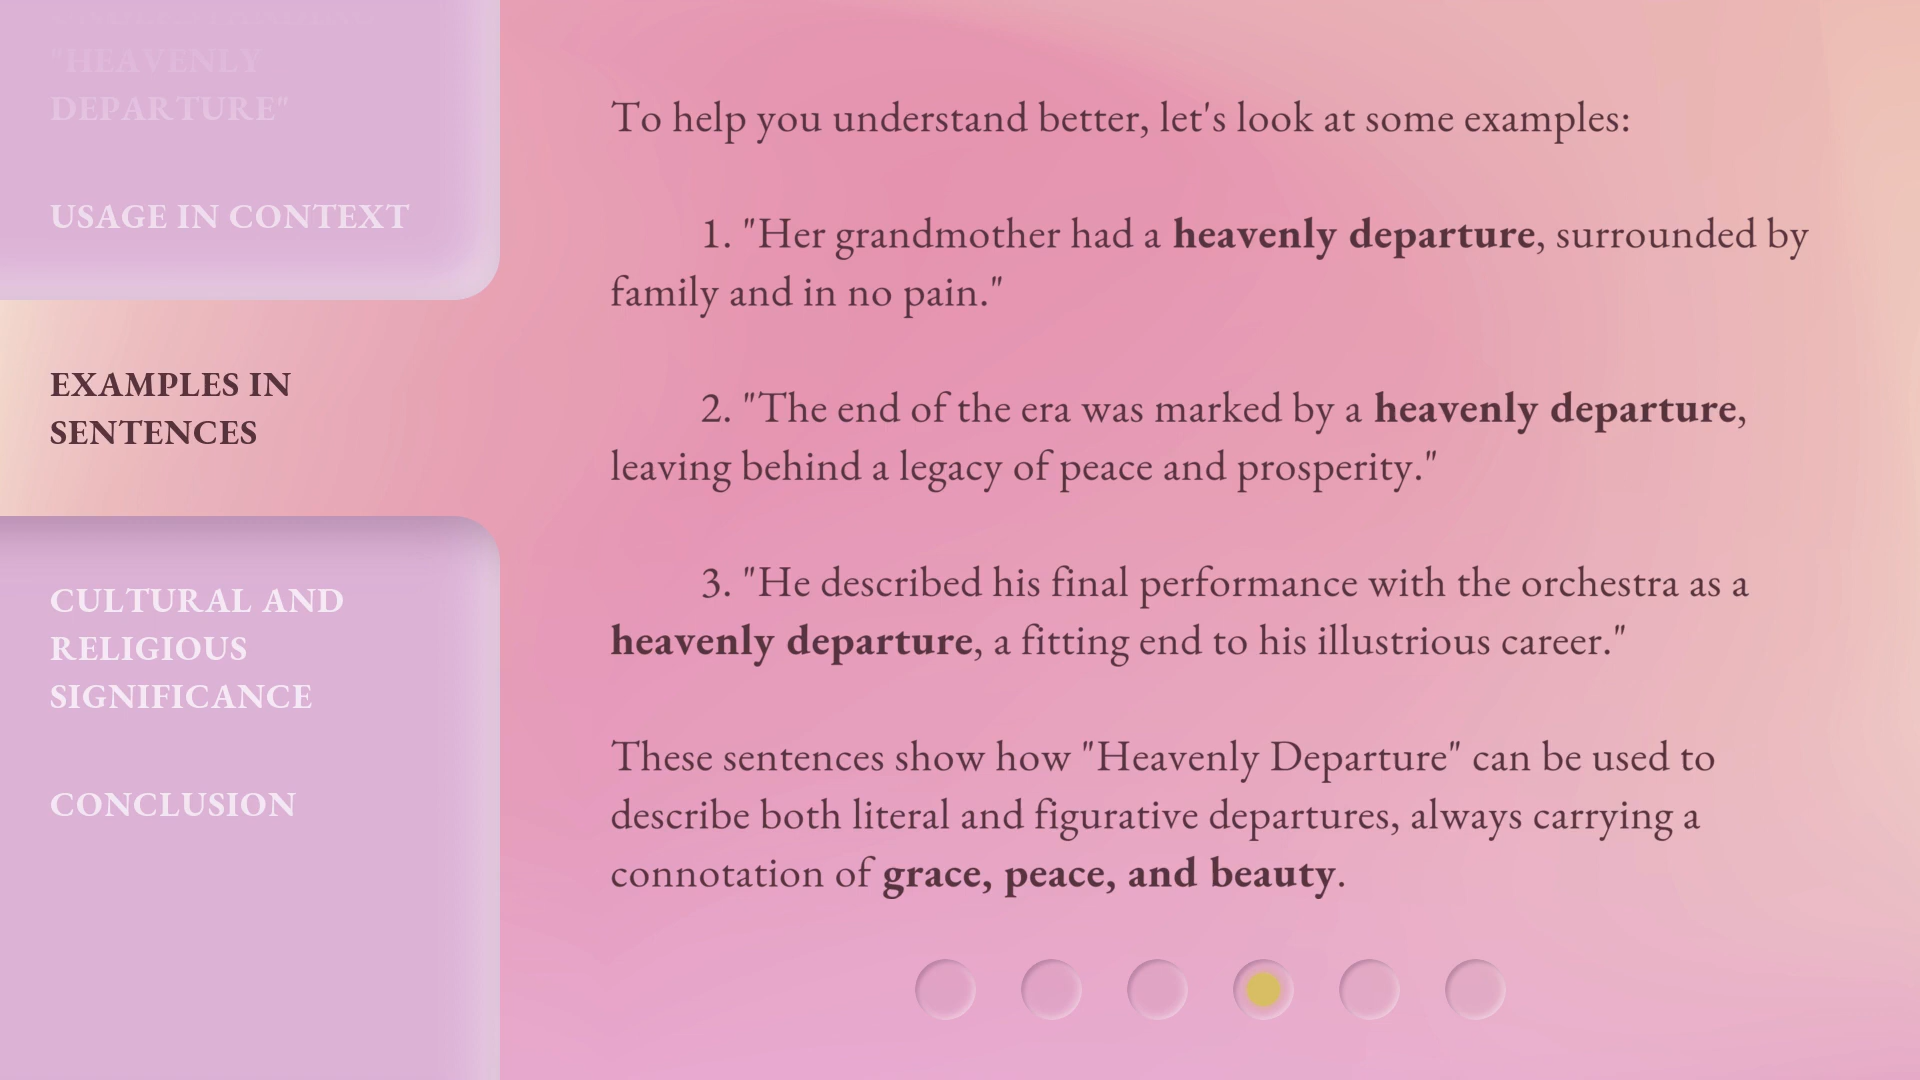 "HEAVENLY
DEPARTURE"
USAGE IN CONTEXT
EXAMPLES IN
SENTENCES
CULTURAL AND
RELIGIOUS
SIGNIFICANCE
CONCLUSION
To help you understand better, let's look at some examples:
1. "Her grandmother had a heavenly departure, surrounded by
family and in no pain."
2. "The end of the era was marked by a heavenly departure,
leaving behind a legacy of peace and prosperity."
3. "He described his final performance with the orchestra as a
heavenly departure, a fitting end to his illustrious career."
These sentences show how "Heavenly Departure" can be used to
describe both literal and figurative departures, always carrying a
connotation of grace, peace, and beauty.